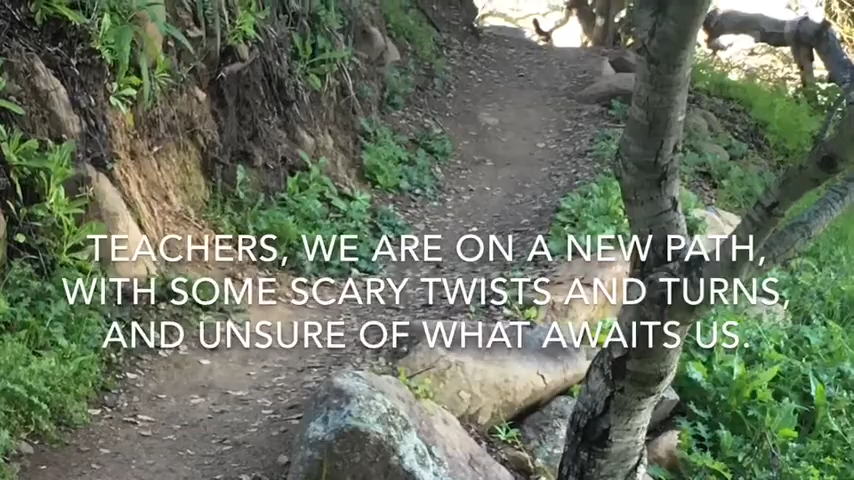 TEACHERS, WE ARE ON A NEW PATH,
WITH SOME SCARY TWISTS AND TURNS,
AND UNSURE OF WHAT AWAITS US.